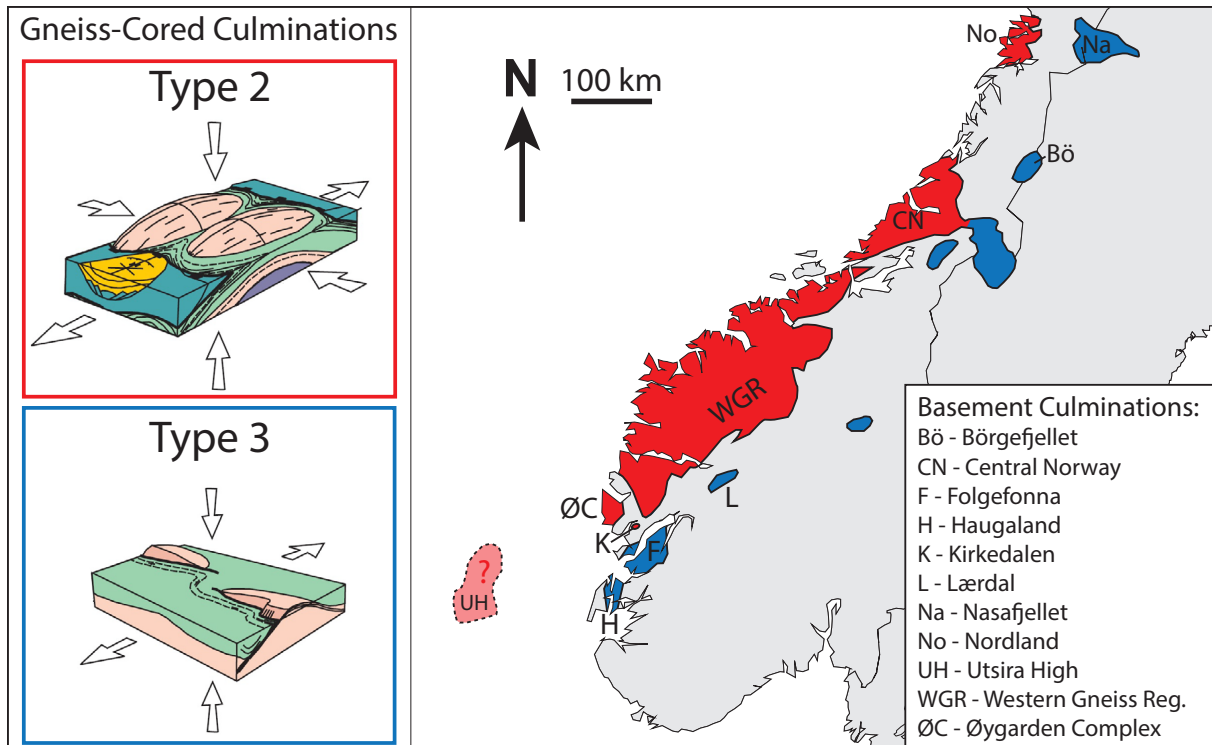 Gneiss-Cored Culminations
Type 2
Type 3
N
100 km
No
Na
Bö
CN
WGR
ØC
L
K
F
?
UH
H
Basement Culminations:
Bö - Börgefjellet
CN - Central Norway
F - Folgefonna
H - Haugaland
K - Kirkedalen
L - Lærdal
Na - Nasafjellet
No - Nordland
UH - Utsira High
WGR - Western Gneiss Reg.
ØC - Øygarden Complex